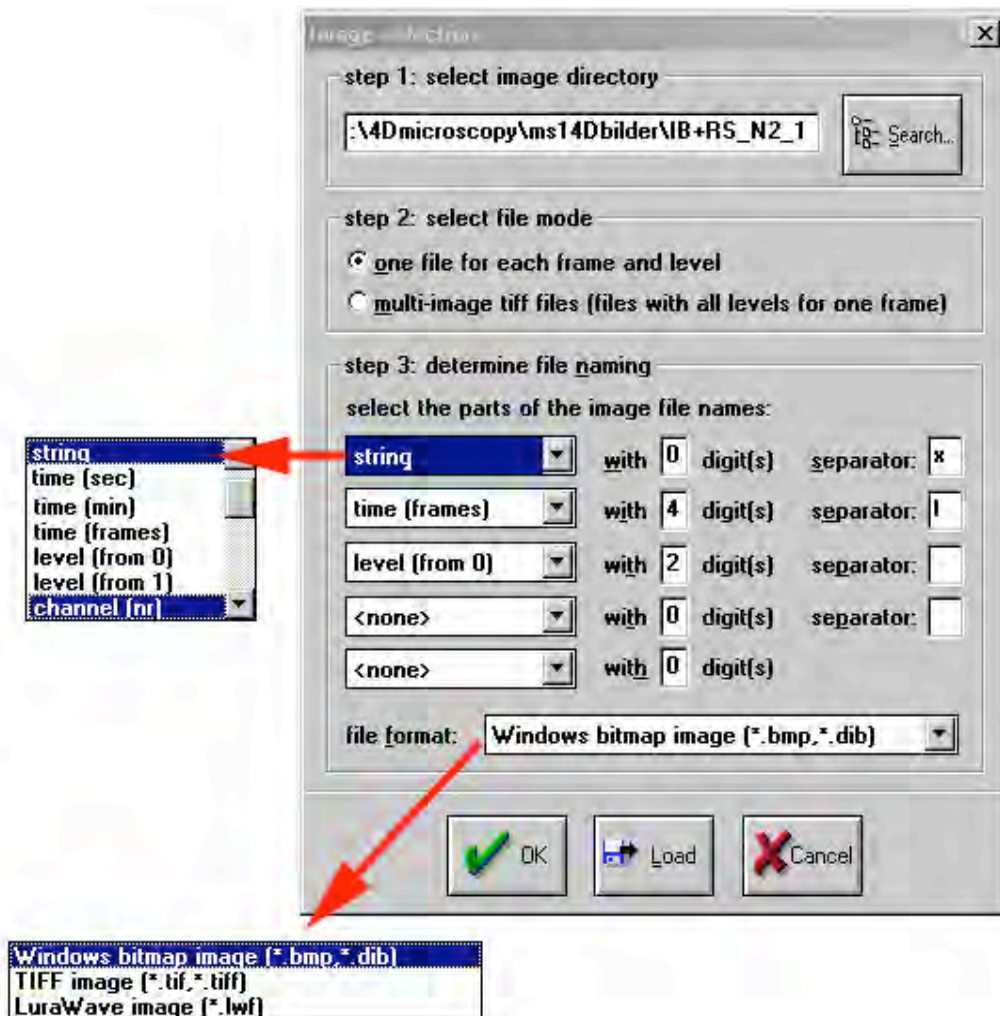 step 1: select image directory
:\4Dmicroscopy\ms14Dbilder\IB+RS_N2_1
Search...
step 2: select file mode
one file for each frame and level
multi-image tiff files (files with all levels for one frame)
step 3: determine file naming
select the parts of the image file names:
string with 0 digit(s) separator: x
time (frames) with 4 digit(s) separator: l
level (from 0) with 2 digit(s) separator:
<none> with 0 digit(s) separator:
<none> with 0 digit(s)
file format: Windows bitmap image (*.bmp,*.dib)
OK Load Cancel
string
time (sec)
time (min)
time (frames)
level (from 0)
level (from 1)
channel (nr)
Windows bitmap image (*.bmp,*.dib)
TIFF image (*.tif,*.tiff)
LuraWave image (*.lwf)